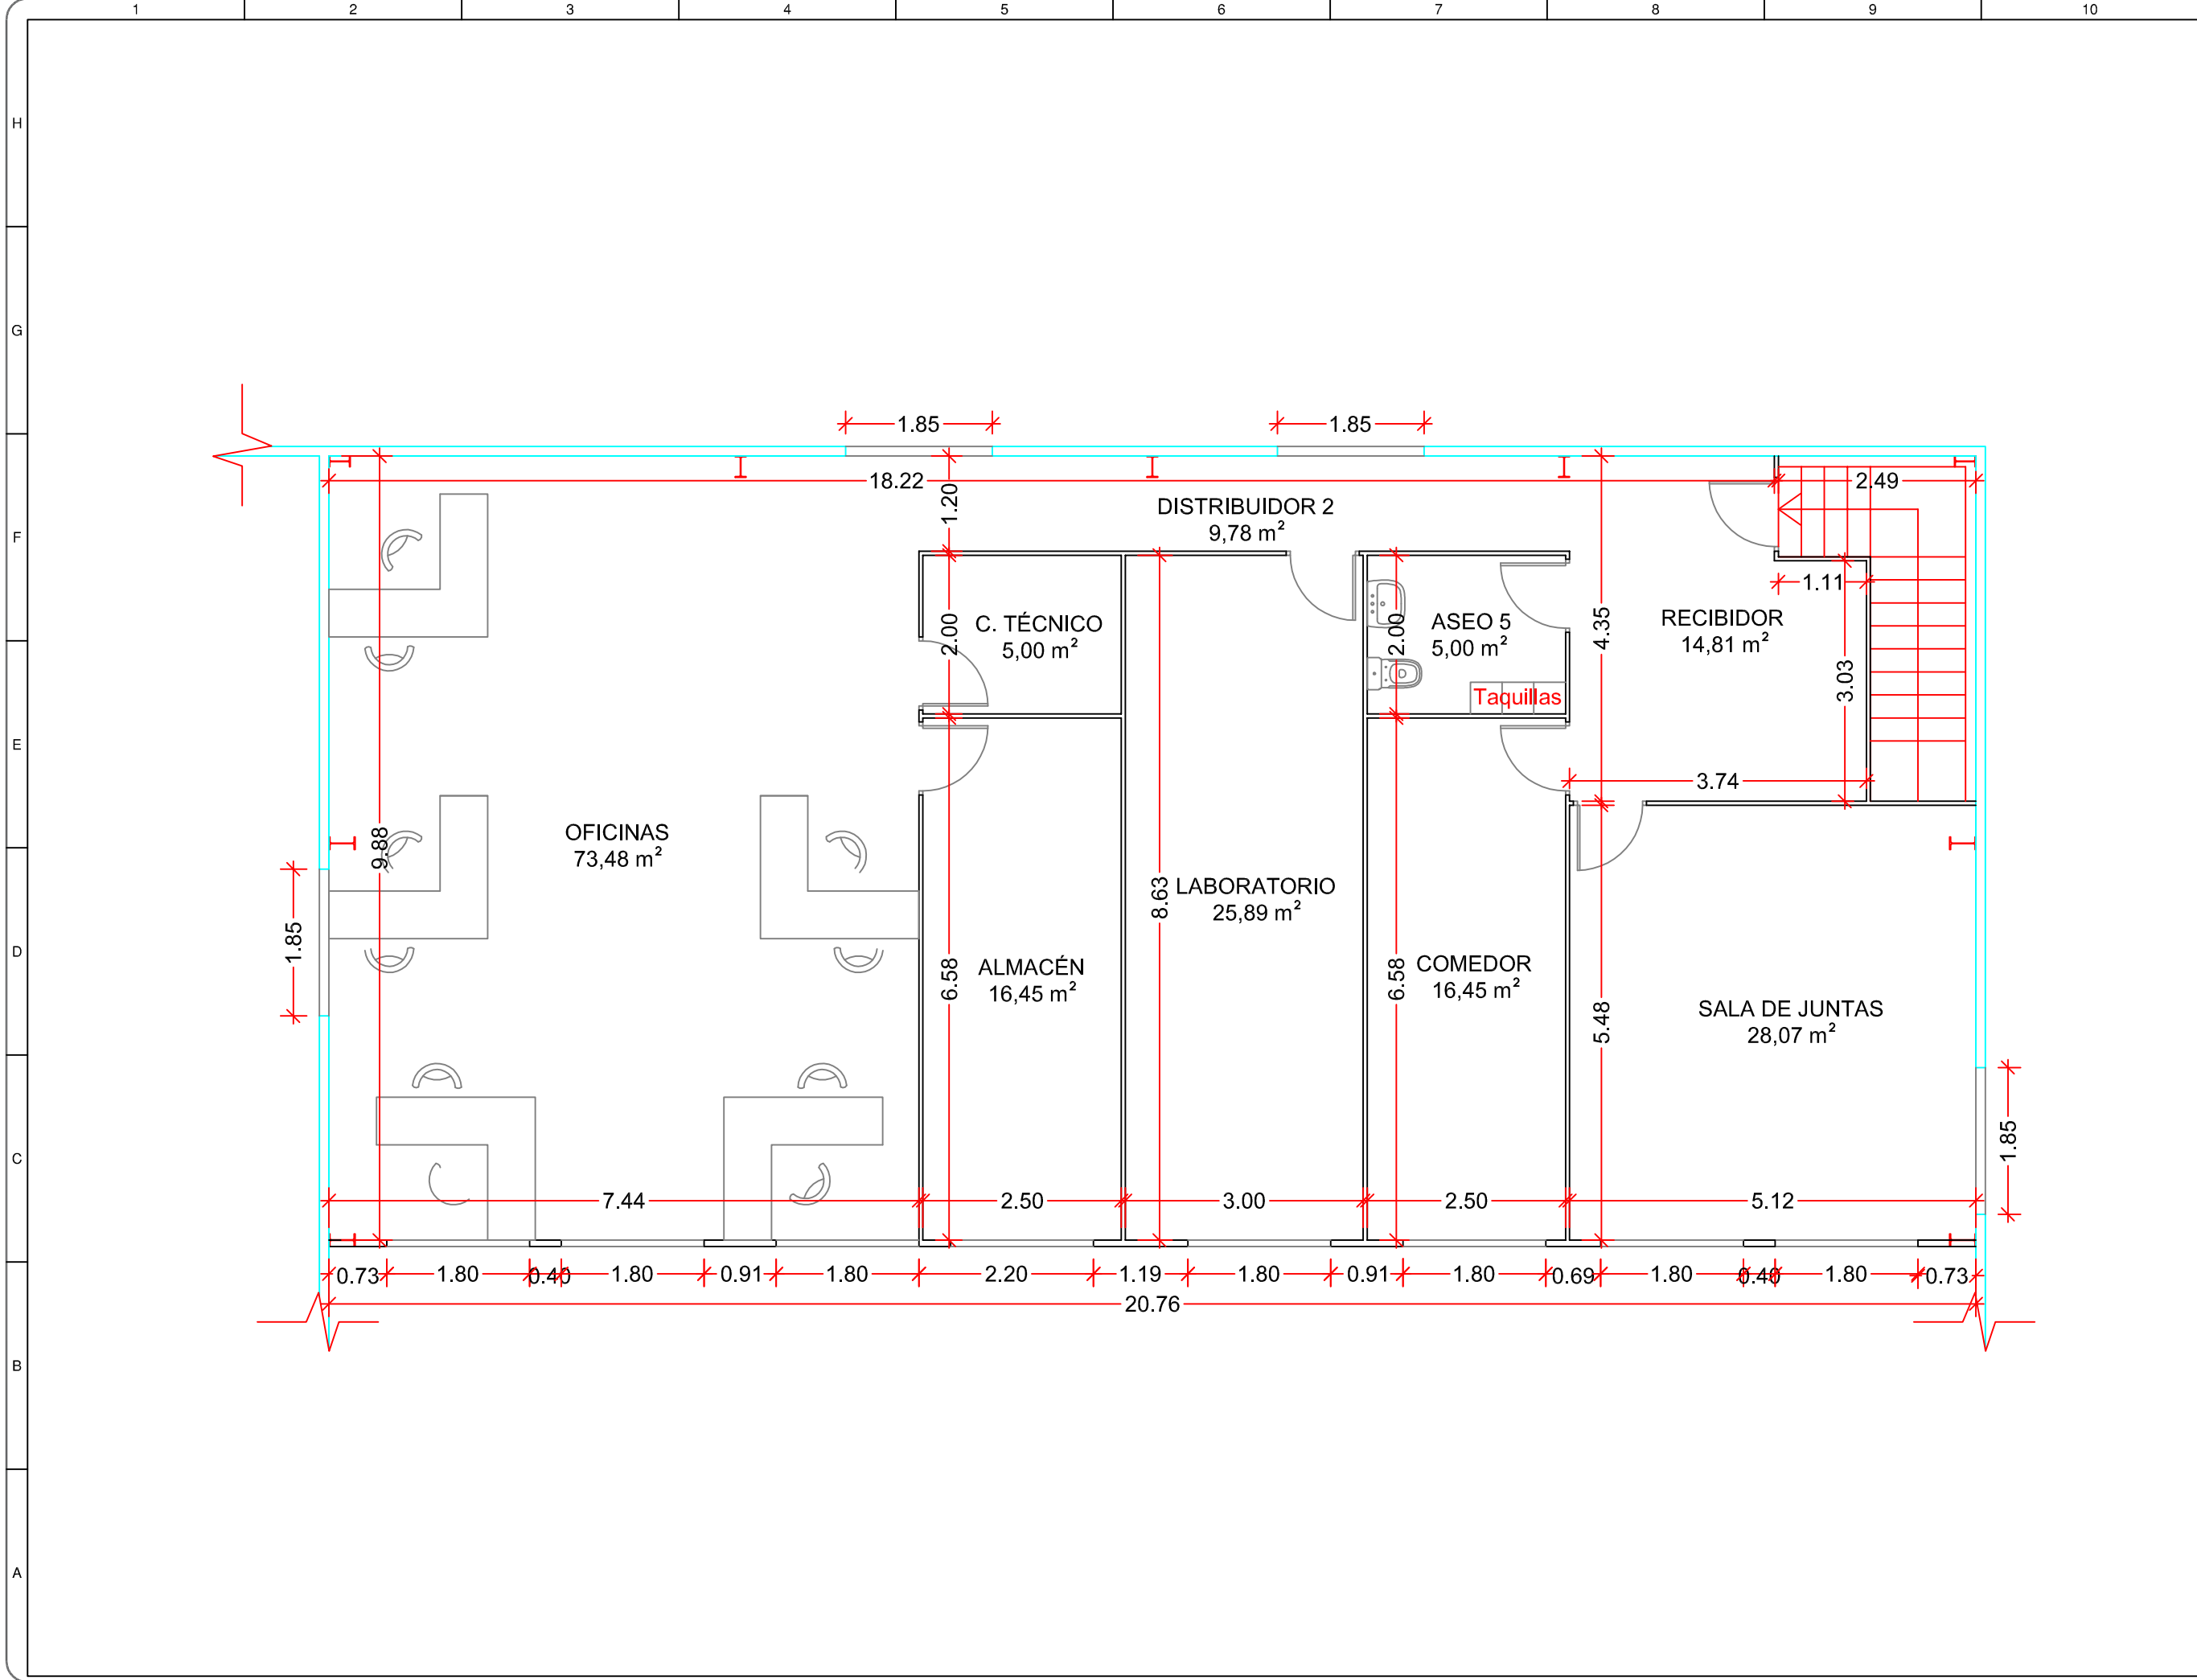 1 2 3 4 5 6 7 8 9 10
H
G
F
E
D
C
B
A
1.85
1.85
18.22
2.49
1.20
DISTRIBUIDOR 2
9,78 m²
1.11
C. TÉCNICO
5,00 m²
2.00
2.00
ASEO 5
5,00 m²
Taquillas
4.35
RECIBIDOR
14,81 m²
3.03
3.74
9.88
OFICINAS
73,48 m²
1.85
8.63
LABORATORIO
25,89 m²
6.58
ALMACÉN
16,45 m²
6.58
COMEDOR
16,45 m²
5.48
SALA DE JUNTAS
28,07 m²
1.85
7.44 2.50 3.00 2.50 5.12
0.73 1.80 0.40 1.80 0.91 1.80 2.20 1.19 1.80 0.91 1.80 0.69 1.80 0.40 1.80 0.73
20.76